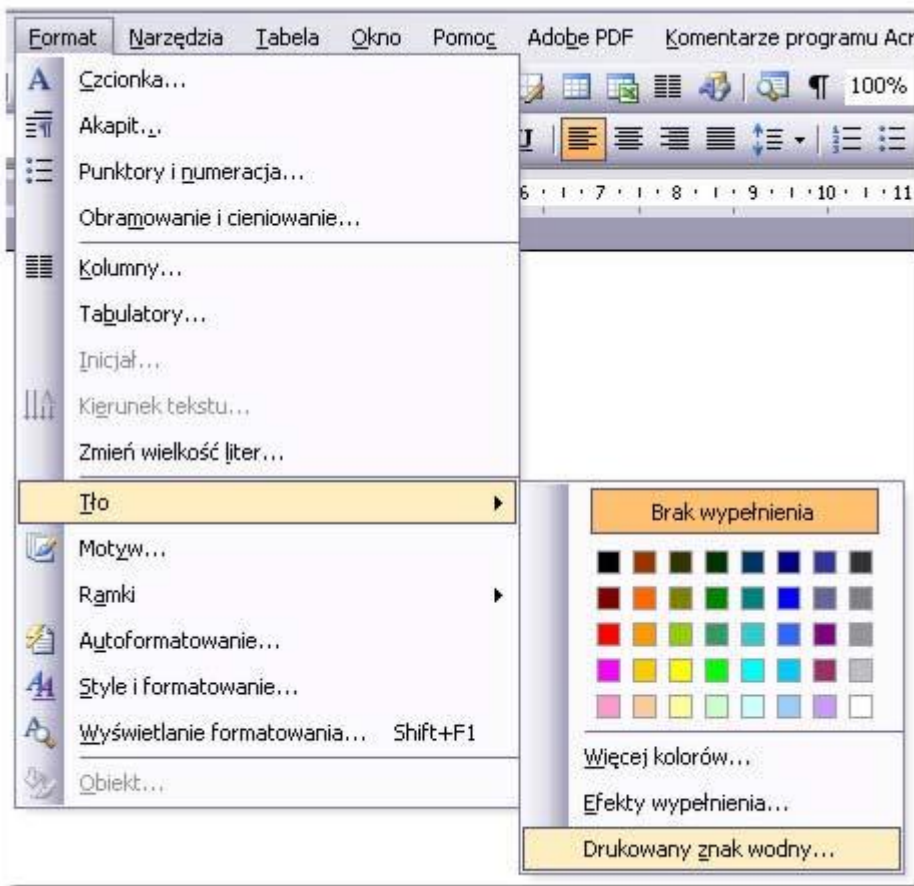 Format Narzędzia Tabela Okno Pomoc Adobe PDF Komentarze programu Acr
Czcionka...
100%
Akapit...
Punktory i numeracja...
6 7 8 9 10 11
Obramowanie i cieniowanie...
Kolumny...
Tabulatory...
Inicjał...
Kierunek tekstu...
Zmień wielkość liter...
Tło
Brak wypełnienia
Motyw...
Ramki
Autoformatowanie...
Style i formatowanie...
Wyświetlanie formatowania... Shift+F1
Obiekt...
Więcej kolorów...
Efekty wypełnienia...
Drukowany znak wodny...